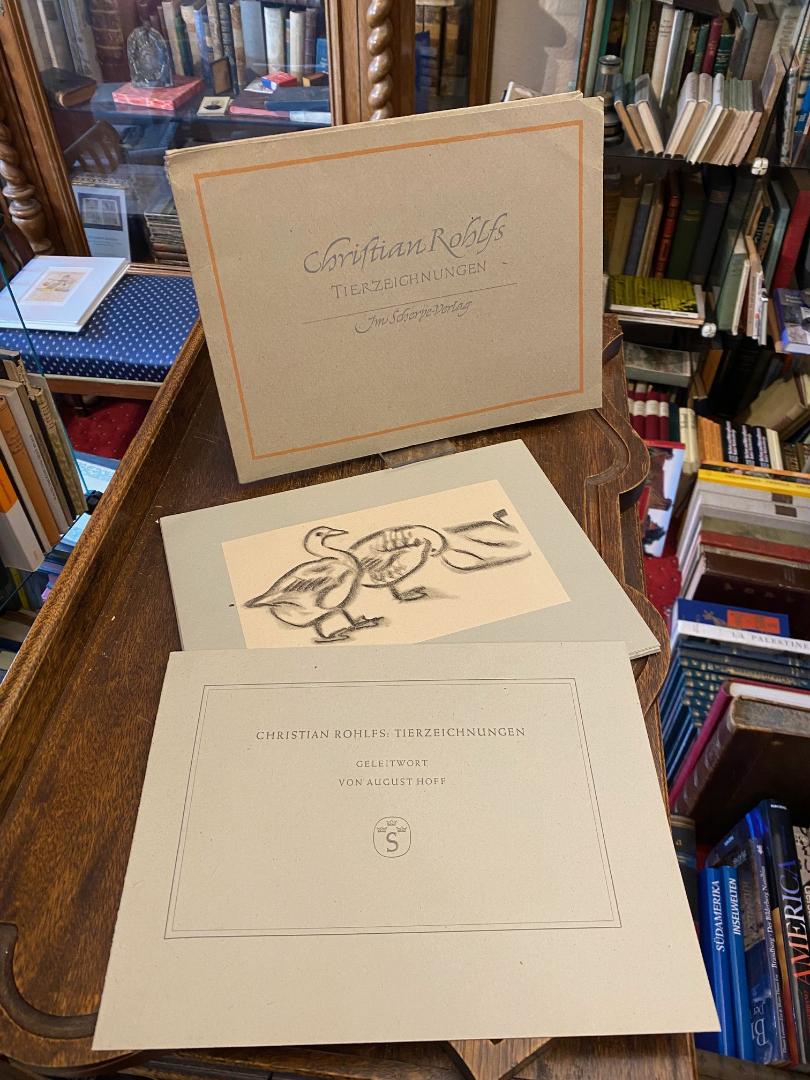 Christian Rohlfs
TIERZEICHNUNGEN
Im Scherpe-Verlag
CHRISTIAN ROHLFS: TIERZEICHNUNGEN
GELEITWORT
VON AUGUST HOFF
S
LA PALESTINE
SÜDAMERIKA
INSELWELTEN
AMERICA